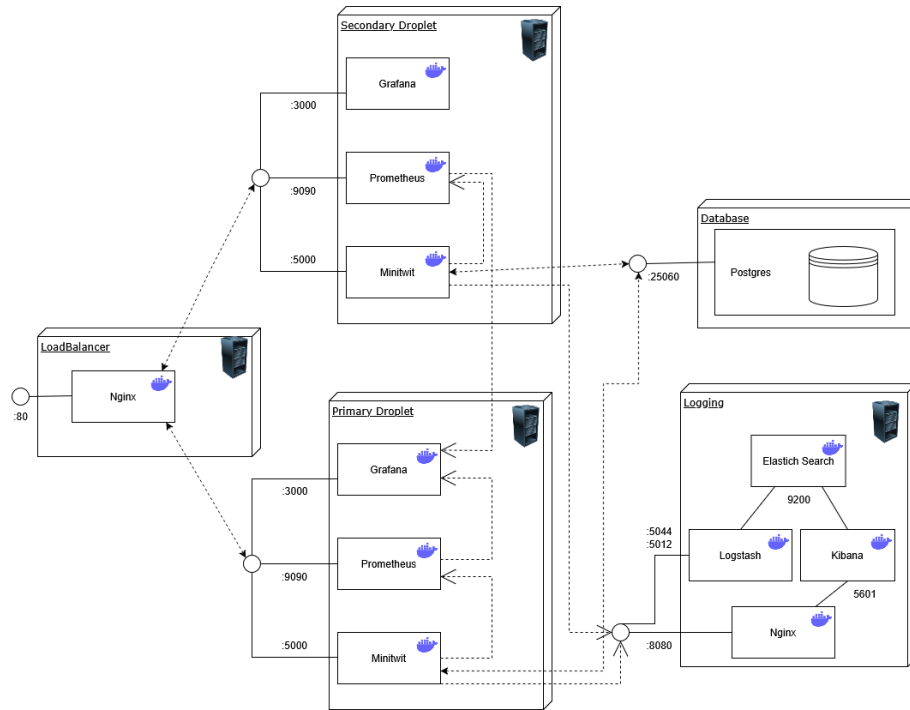 Secondary Droplet
Grafana
:3000
Prometheus
:9090
:5000
Minitwit
Database
Postgres
:25060
LoadBalancer
Nginx
:80
Primary Droplet
Grafana
:3000
Prometheus
:9090
:5000
Minitwit
Logging
Elastich Search
9200
:5044
:5012
Logstash
Kibana
5601
Nginx
:8080